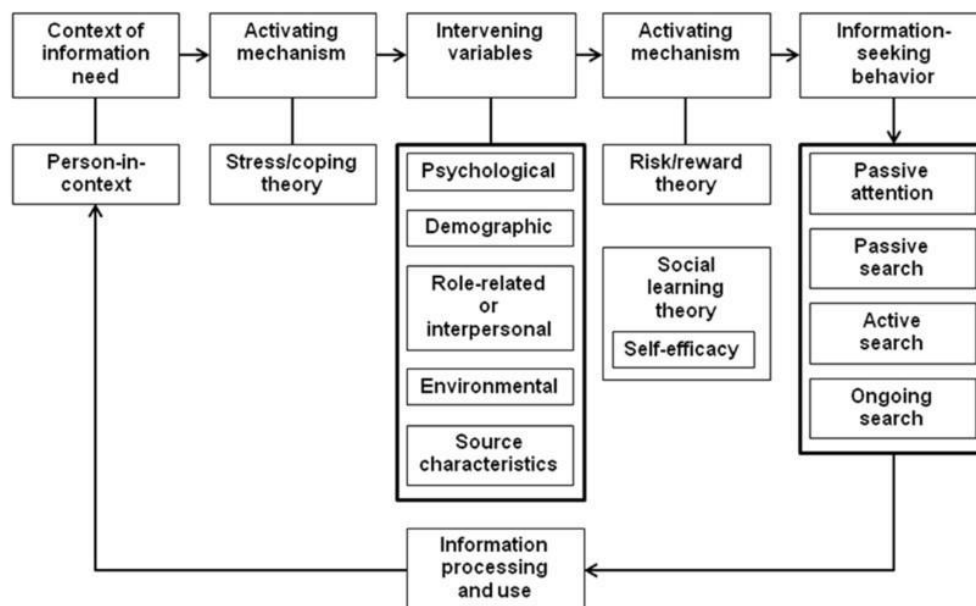 Context of
information
need
Activating
mechanism
Intervening
variables
Activating
mechanism
Information-
seeking
behavior
Person-in-
context
Stress/coping
theory
Psychological
Demographic
Role-related
or
interpersonal
Environmental
Source
characteristics
Risk/reward
theory
Social
learning
theory
Self-efficacy
Passive
attention
Passive
search
Active
search
Ongoing
search
Information
processing
and use